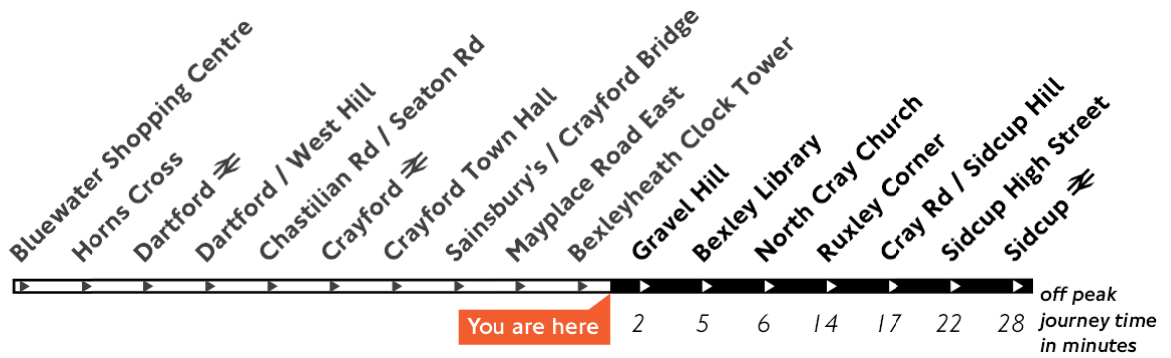 Bluewater Shopping Centre
Horns Cross
Dartford
Dartford / West Hill
Chastilian Rd / Seaton Rd
Crayford
Crayford Town Hall
Sainsbury's / Crayford Bridge
Mayplace Road East
Bexleyheath Clock Tower
Gravel Hill
Bexley Library
North Cray Church
Ruxley Corner
Cray Rd / Sidcup Hill
Sidcup High Street
Sidcup
You are here
2 5 6 14 17 22 28
off peak
journey time
in minutes